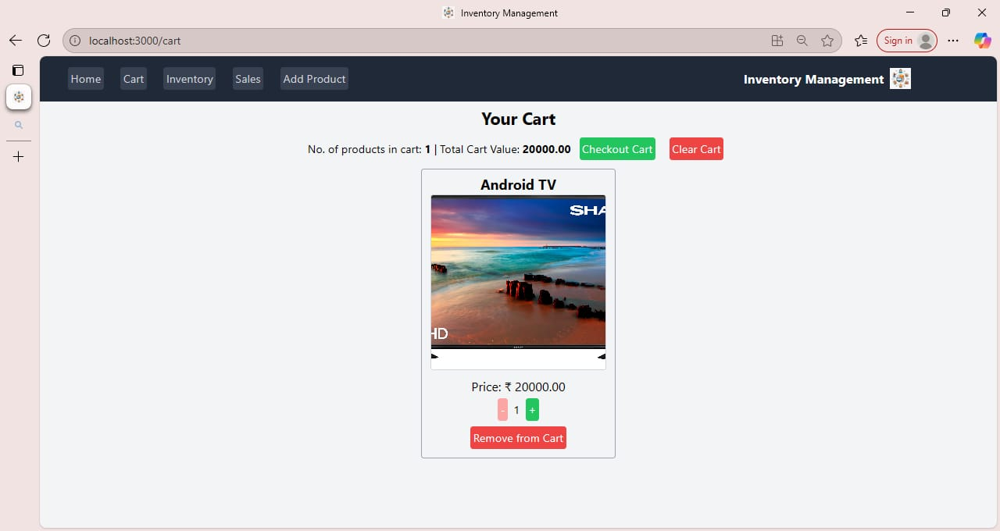 Inventory Management
localhost:3000/cart
Sign in
Home Cart Inventory Sales Add Product Inventory Management
Your Cart
No. of products in cart: 1 | Total Cart Value: 20000.00 Checkout Cart Clear Cart
Android TV
SHA
HD
Price: ₹ 20000.00
- 1 +
Remove from Cart